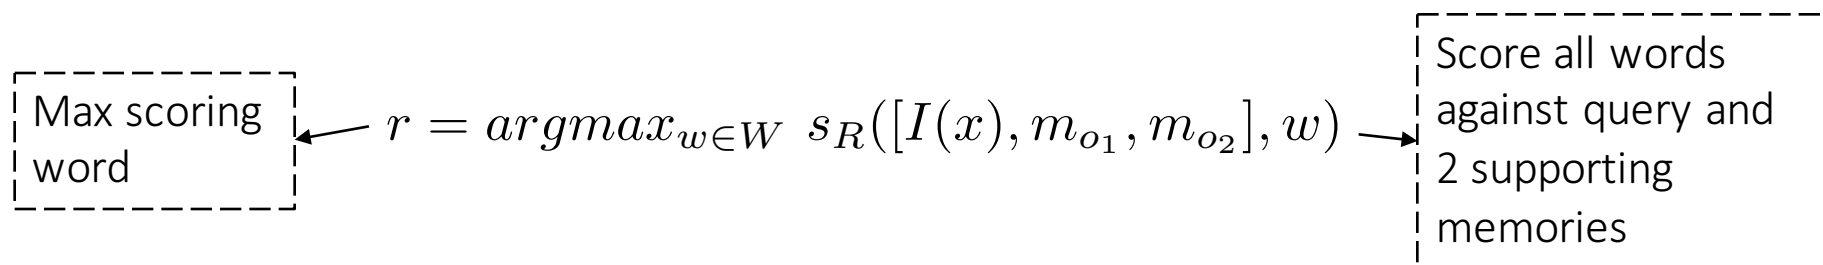 Max scoring
word
r = argmax_{w∈W} s_R([I(x), m_{o_1}, m_{o_2}], w)
Score all words
against query and
2 supporting
memories